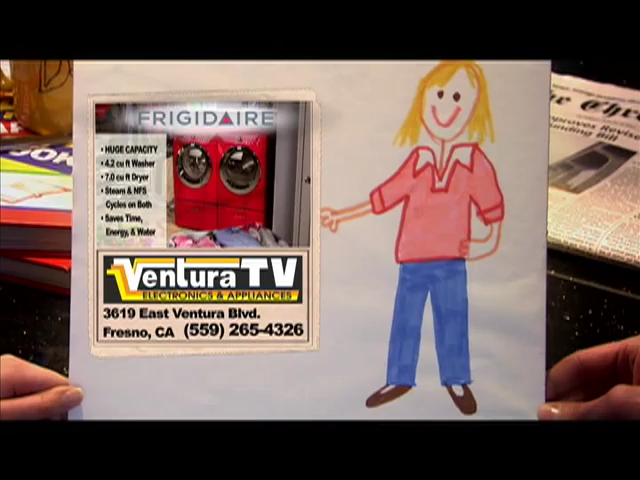 FRIGIDAIRE
• HUGE CAPACITY
• 4.2 cu ft Washer
• 7.0 cu ft Dryer
• Steam & NFS
Cycles on Both
• Saves Time,
Energy, & Water
Ventura TV
ELECTRONICS & APPLIANCES
3619 East Ventura Blvd.
Fresno, CA (559) 265-4326